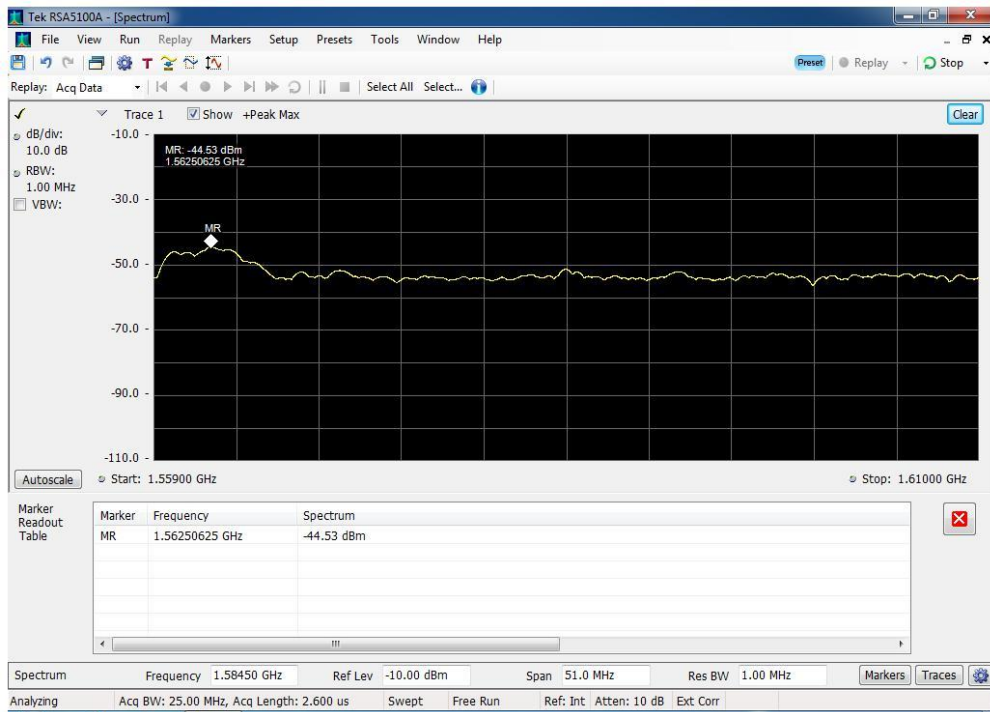 Tek RSA5100A - [Spectrum]
File View Run Replay Markers Setup Presets Tools Window Help
Preset Replay Stop
Replay: Acq Data Select All Select...
Trace 1 Show +Peak Max Clear
dB/div:
10.0 dB
RBW:
1.00 MHz
VBW:
-10.0
-30.0
-50.0
-70.0
-90.0
-110.0
MR: -44.53 dBm
1.56250625 GHz
MR
Autoscale Start: 1.55900 GHz Stop: 1.61000 GHz
Marker
Readout
Table
Marker Frequency Spectrum
MR 1.56250625 GHz -44.53 dBm
Spectrum Frequency 1.58450 GHz Ref Lev -10.00 dBm Span 51.0 MHz Res BW 1.00 MHz Markers Traces
Analyzing Acq BW: 25.00 MHz, Acq Length: 2.600 us Swept Free Run Ref: Int Atten: 10 dB Ext Corr